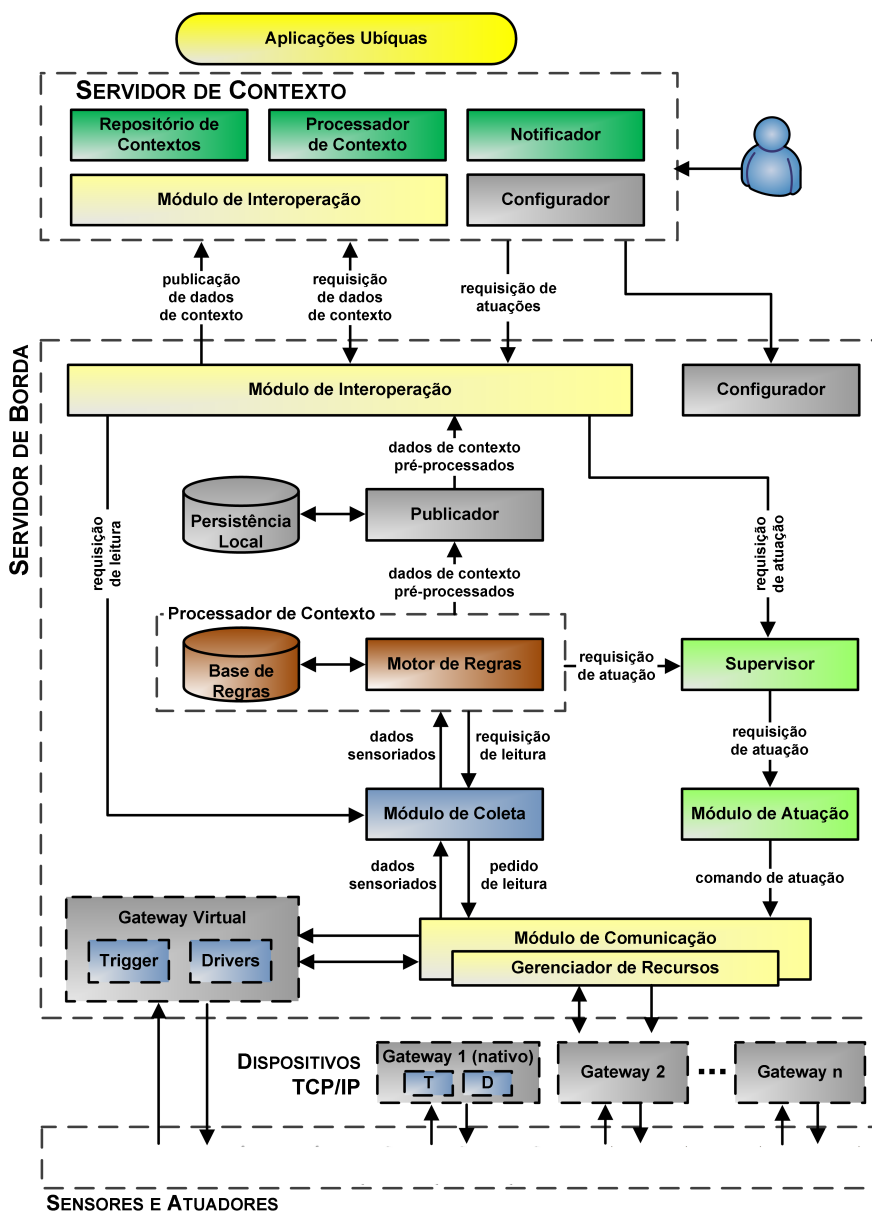 Aplicações Ubíquas
SERVIDOR DE CONTEXTO
Repositório de
Contextos
Processador
de Contexto
Notificador
Módulo de Interoperação
Configurador
publicação
de dados
de contexto
requisição
de dados
de contexto
requisição de
atuações
SERVIDOR DE BORDA
Módulo de Interoperação
Configurador
dados de contexto
pré-processados
Persistência
Local
Publicador
requisição
de leitura
requisição
de atuação
dados de contexto
pré-processados
Processador de Contexto
Base de
Regras
Motor de Regras
requisição
de atuação
Supervisor
dados
sensoriados
requisição
de leitura
requisição
de atuação
Módulo de Coleta
Módulo de Atuação
dados
sensoriados
pedido
de leitura
comando de atuação
Gateway Virtual
Trigger
Drivers
Módulo de Comunicação
Gerenciador de Recursos
DISPOSITIVOS
TCP/IP
Gateway 1 (nativo)
T
D
Gateway 2
...
Gateway n
SENSORES E ATUADORES